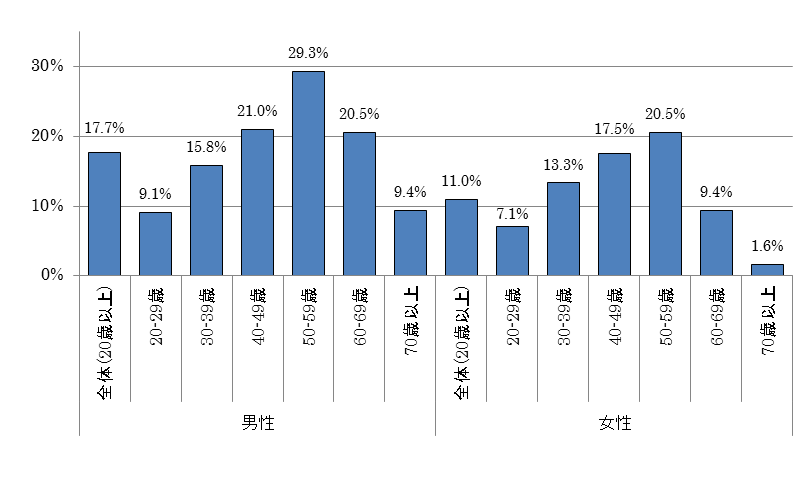 30%
20%
10%
0%
17.7%
9.1%
15.8%
21.0%
29.3%
20.5%
9.4%
11.0%
7.1%
13.3%
17.5%
20.5%
9.4%
1.6%
全体(20歳以上)
20-29歳
30-39歳
40-49歳
50-59歳
60-69歳
70歳以上
全体(20歳以上)
20-29歳
30-39歳
40-49歳
50-59歳
60-69歳
70歳以上
男性
女性